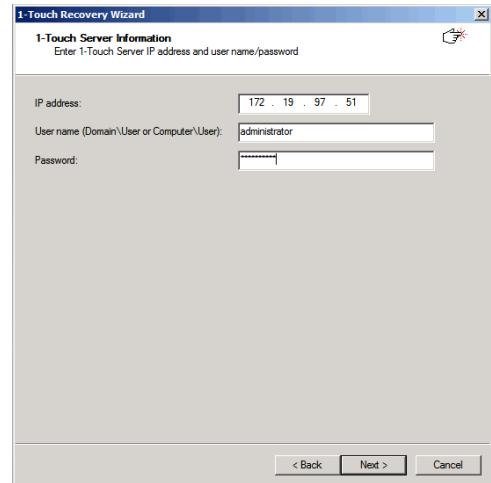 1-Touch Recovery Wizard
1-Touch Server Information
Enter 1-Touch Server IP address and user name/password
IP address: 172 . 19 . 97 . 51
User name (Domain\User or Computer\User): administrator
Password: **********
< Back Next > Cancel